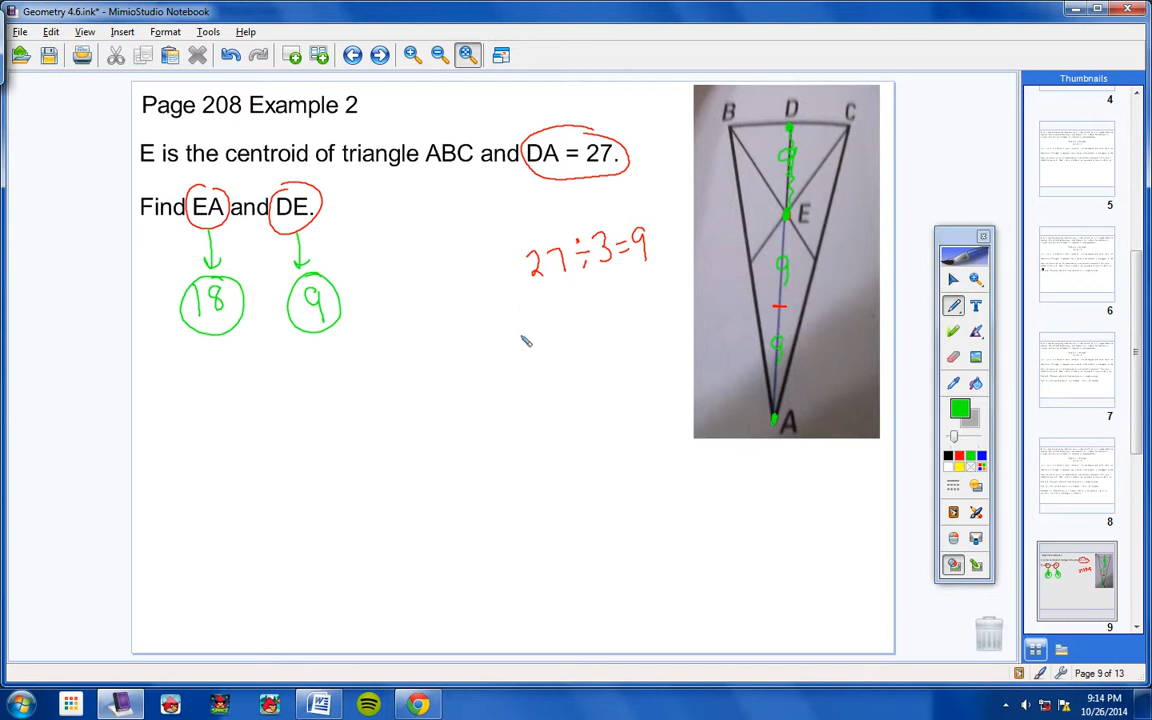 Geometry 4.6.ink* - MimioStudio Notebook
File Edit View Insert Format Tools Help
Page 208 Example 2
E is the centroid of triangle ABC and DA = 27.
Find EA and DE.
18 9
27 ÷ 3 = 9
B D C
9
E
9
9
A
Thumbnails
4
5
6
7
8
9
T
Page 9 of 13
9:14 PM
10/26/2014